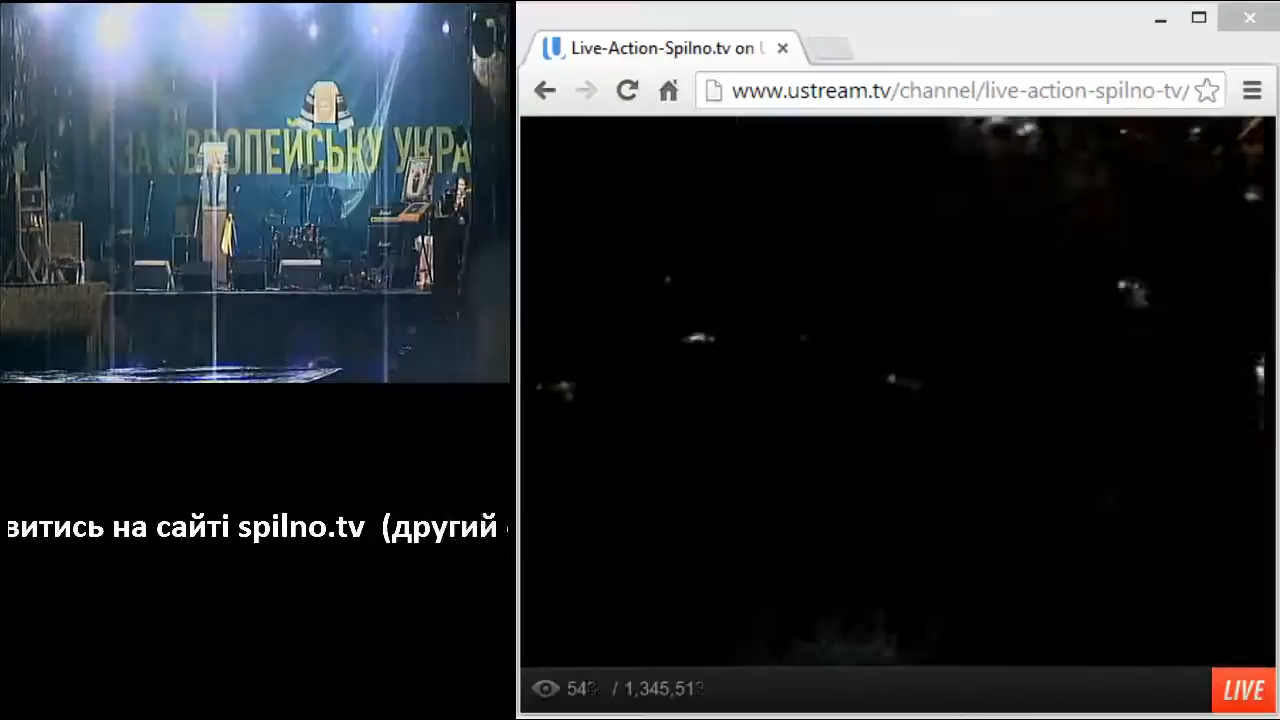 ЄВРОПЕЙСЬКУ
витись на сайті spilno.tv (другий
Live-Action-Spilno.tv on
www.ustream.tv/channel/live-action-spilno-tv/
LIVE